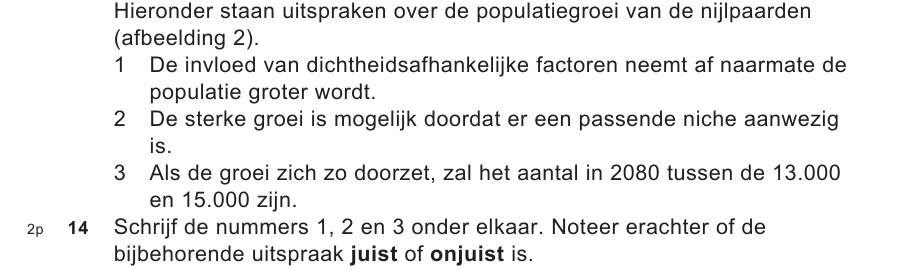 Hieronder staan uitspraken over de populatiegroei van de nijlpaarden
(afbeelding 2).
1 De invloed van dichtheidsafhankelijke factoren neemt af naarmate de
populatie groter wordt.
2 De sterke groei is mogelijk doordat er een passende niche aanwezig
is.
3 Als de groei zich zo doorzet, zal het aantal in 2080 tussen de 13.000
en 15.000 zijn.
2p 14 Schrijf de nummers 1, 2 en 3 onder elkaar. Noteer erachter of de
bijbehorende uitspraak juist of onjuist is.